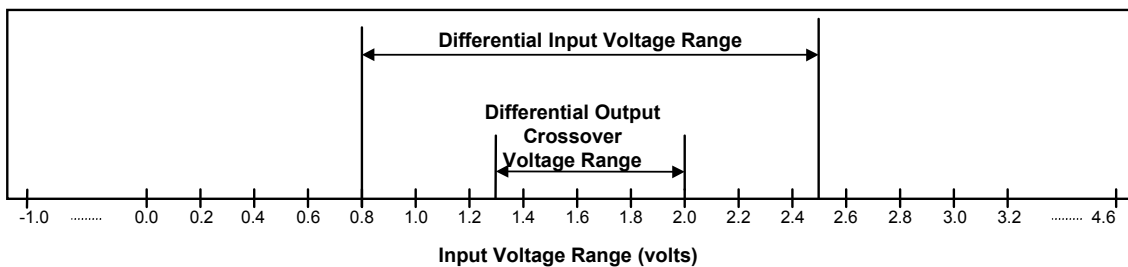 Differential Input Voltage Range
Differential Output
Crossover
Voltage Range
-1.0 ......... 0.0 0.2 0.4 0.6 0.8 1.0 1.2 1.4 1.6 1.8 2.0 2.2 2.4 2.6 2.8 3.0 3.2 ......... 4.6
Input Voltage Range (volts)